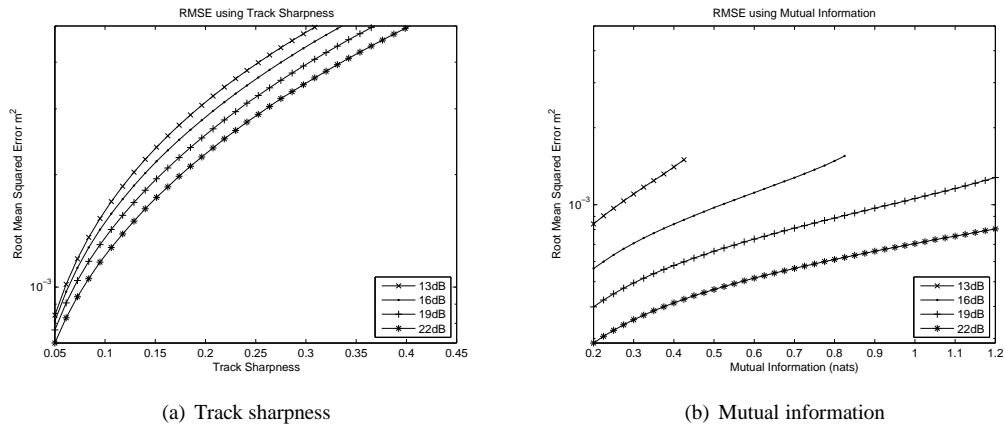 RMSE using Track Sharpness
Root Mean Squared Error m²
10⁻³
0.05 0.1 0.15 0.2 0.25 0.3 0.35 0.4 0.45
Track Sharpness
13dB
16dB
19dB
22dB
(a) Track sharpness
RMSE using Mutual Information
Root Mean Squared Error m²
10⁻³
0.2 0.3 0.4 0.5 0.6 0.7 0.8 0.9 1 1.1 1.2
Mutual Information (nats)
13dB
16dB
19dB
22dB
(b) Mutual information